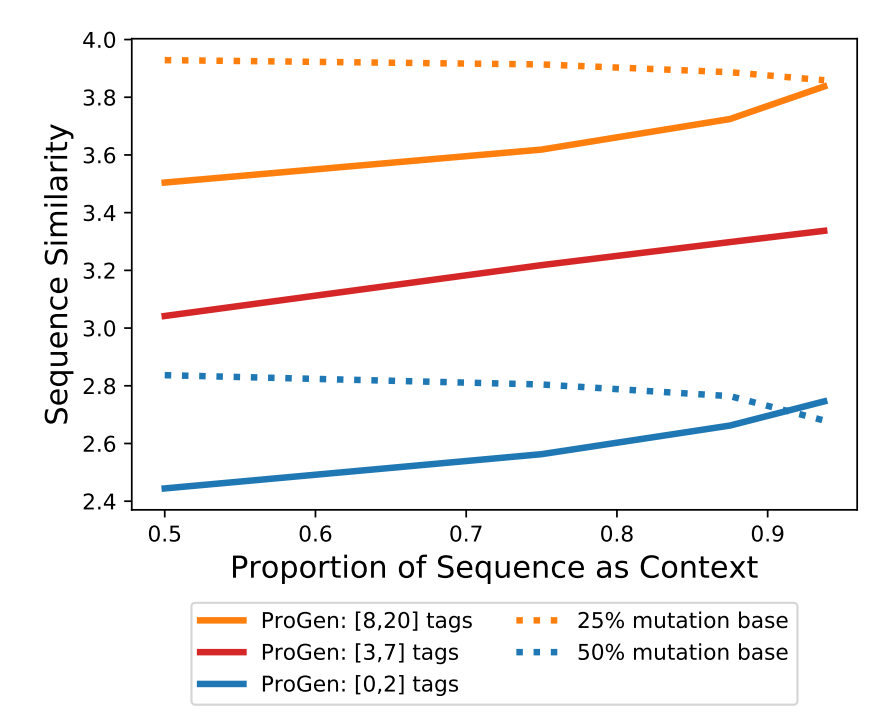 4.0
3.8
3.6
3.4
3.2
3.0
2.8
2.6
2.4
Sequence Similarity
0.5 0.6 0.7 0.8 0.9
Proportion of Sequence as Context
ProGen: [8,20] tags
ProGen: [3,7] tags
ProGen: [0,2] tags
25% mutation base
50% mutation base